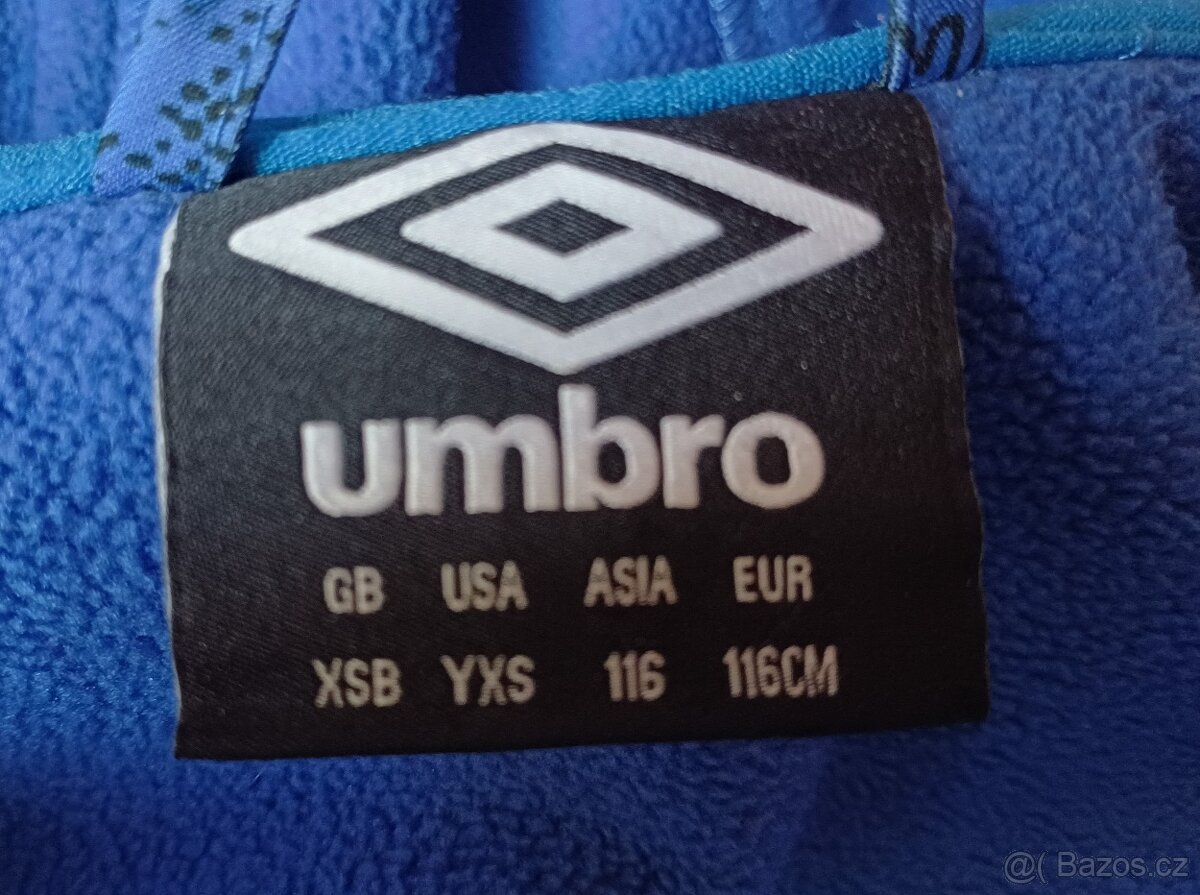 umbro
GB USA ASIA EUR
XSB YXS 116 116CM
@( Bazos.cz